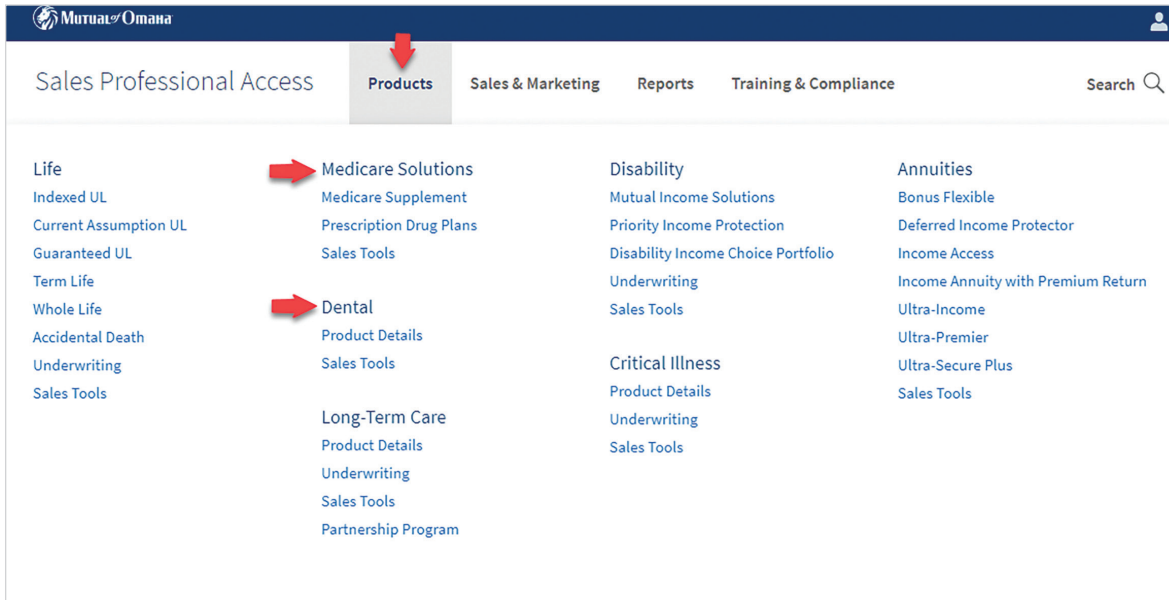 Mutual of Omaha
Sales Professional Access
Products
Sales & Marketing
Reports
Training & Compliance
Search
Life
Indexed UL
Current Assumption UL
Guaranteed UL
Term Life
Whole Life
Accidental Death
Underwriting
Sales Tools
Medicare Solutions
Medicare Supplement
Prescription Drug Plans
Sales Tools
Dental
Product Details
Sales Tools
Long-Term Care
Product Details
Underwriting
Sales Tools
Partnership Program
Disability
Mutual Income Solutions
Priority Income Protection
Disability Income Choice Portfolio
Underwriting
Sales Tools
Critical Illness
Product Details
Underwriting
Sales Tools
Annuities
Bonus Flexible
Deferred Income Protector
Income Access
Income Annuity with Premium Return
Ultra-Income
Ultra-Premier
Ultra-Secure Plus
Sales Tools